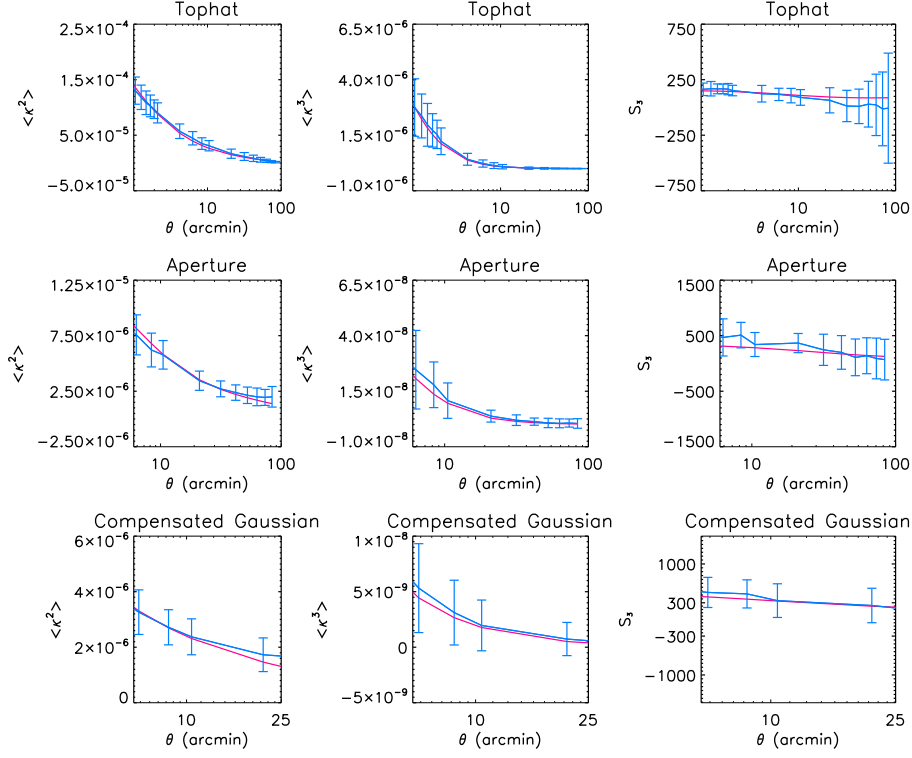 Tophat
2.5×10⁻⁴
1.5×10⁻⁴
5.0×10⁻⁵
−5.0×10⁻⁵
<κ²>
10 100
θ (arcmin)
Tophat
6.5×10⁻⁶
4.0×10⁻⁶
1.5×10⁻⁶
−1.0×10⁻⁶
<κ³>
10 100
θ (arcmin)
Tophat
750
250
−250
−750
S₃
10 100
θ (arcmin)
Aperture
1.25×10⁻⁵
7.50×10⁻⁶
2.50×10⁻⁶
−2.50×10⁻⁶
<κ²>
10 100
θ (arcmin)
Aperture
6.5×10⁻⁸
4.0×10⁻⁸
1.5×10⁻⁸
−1.0×10⁻⁸
<κ³>
10 100
θ (arcmin)
Aperture
1500
500
−500
−1500
S₃
10 100
θ (arcmin)
Compensated Gaussian
6×10⁻⁶
4×10⁻⁶
2×10⁻⁶
0
<κ²>
10 25
θ (arcmin)
Compensated Gaussian
1×10⁻⁸
5×10⁻⁹
0
−5×10⁻⁹
<κ³>
10 25
θ (arcmin)
Compensated Gaussian
1000
300
−300
−1000
S₃
10 25
θ (arcmin)